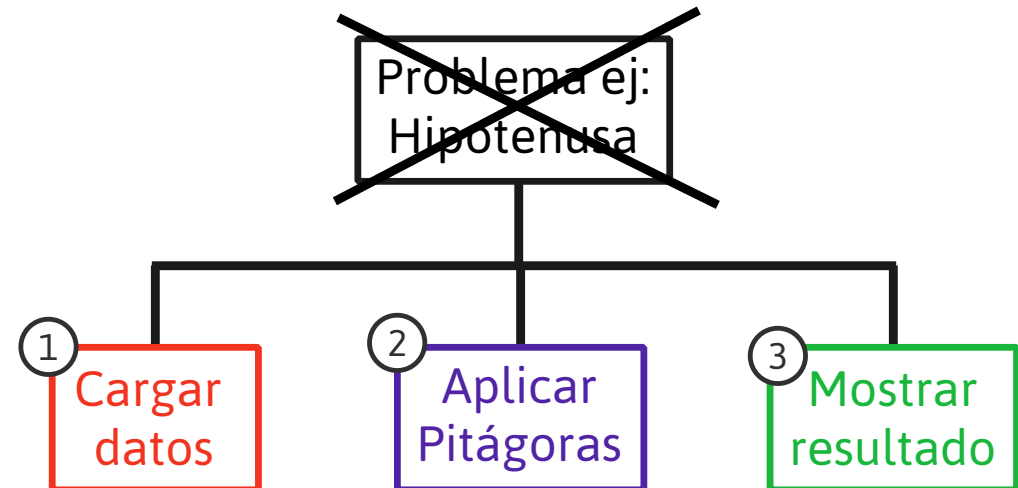 Problema ej:
Hipotenusa
1
Cargar
datos
2
Aplicar
Pitágoras
3
Mostrar
resultado